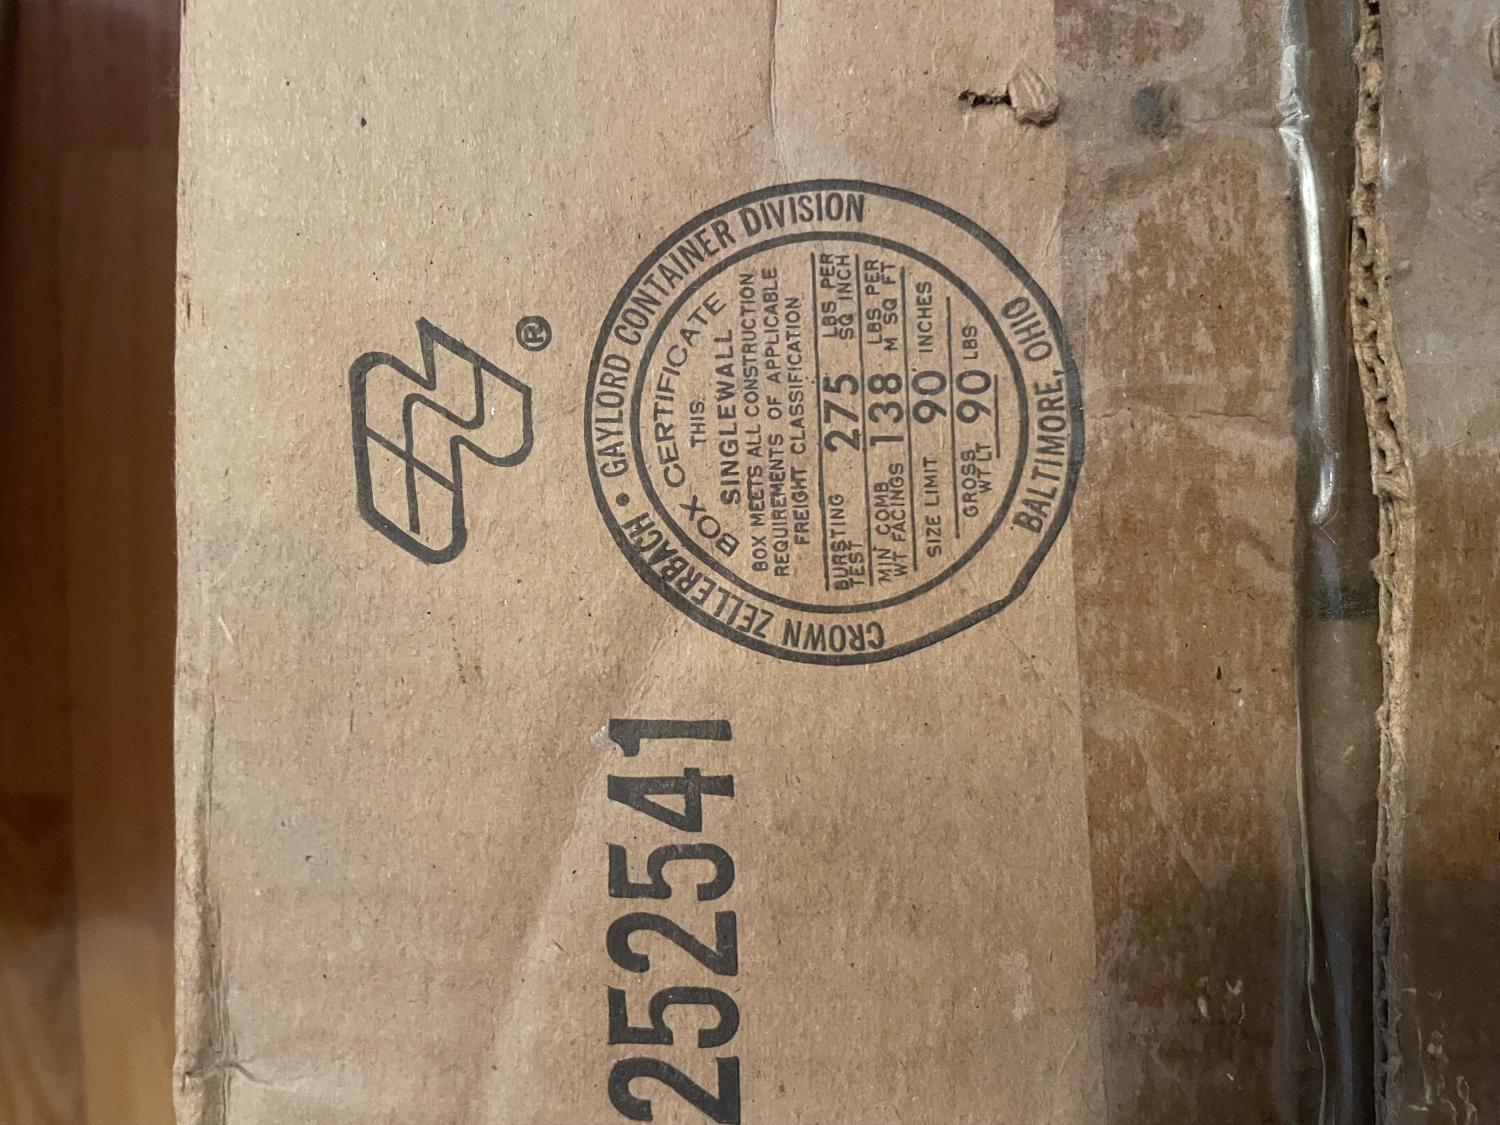 CROWN ZELLERBACH • GAYLORD CONTAINER DIVISION
BOX CERTIFICATE
THIS
SINGLEWALL
BOX MEETS ALL CONSTRUCTION
REQUIREMENTS OF APPLICABLE
FREIGHT CLASSIFICATION
BURSTING TEST 275 LBS PER SQ INCH
MIN COMB WT FACINGS 138 LBS PER M SQ FT
SIZE LIMIT 90 INCHES
GROSS WT LT 90 LBS
BALTIMORE, OHIO
®
252541